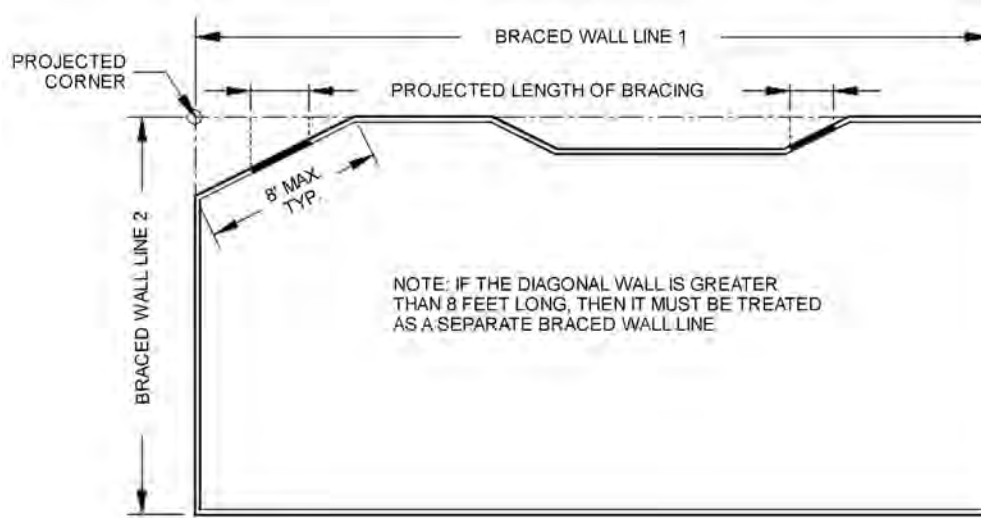 BRACED WALL LINE 1
PROJECTED
CORNER
PROJECTED LENGTH OF BRACING
8' MAX.
TYP.
BRACED WALL LINE 2
NOTE: IF THE DIAGONAL WALL IS GREATER
THAN 8 FEET LONG, THEN IT MUST BE TREATED
AS A SEPARATE BRACED WALL LINE